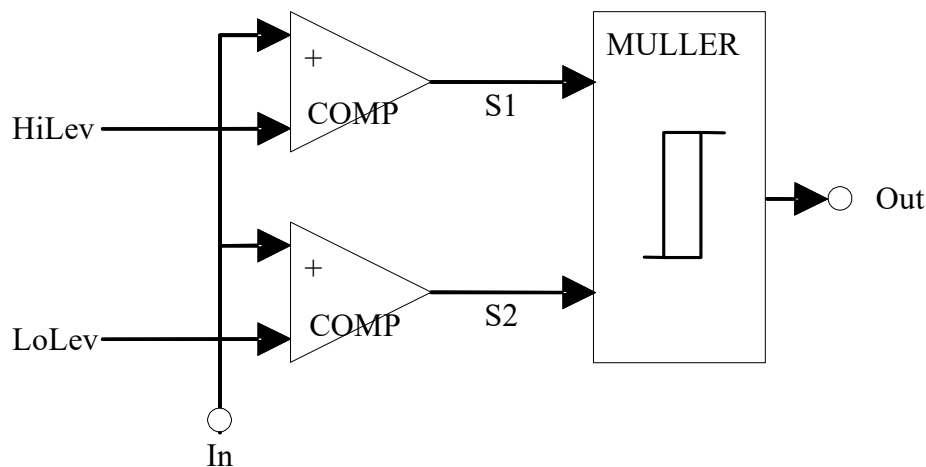 MULLER
+
COMP
S1
HiLev
Out
+
COMP
S2
LoLev
In